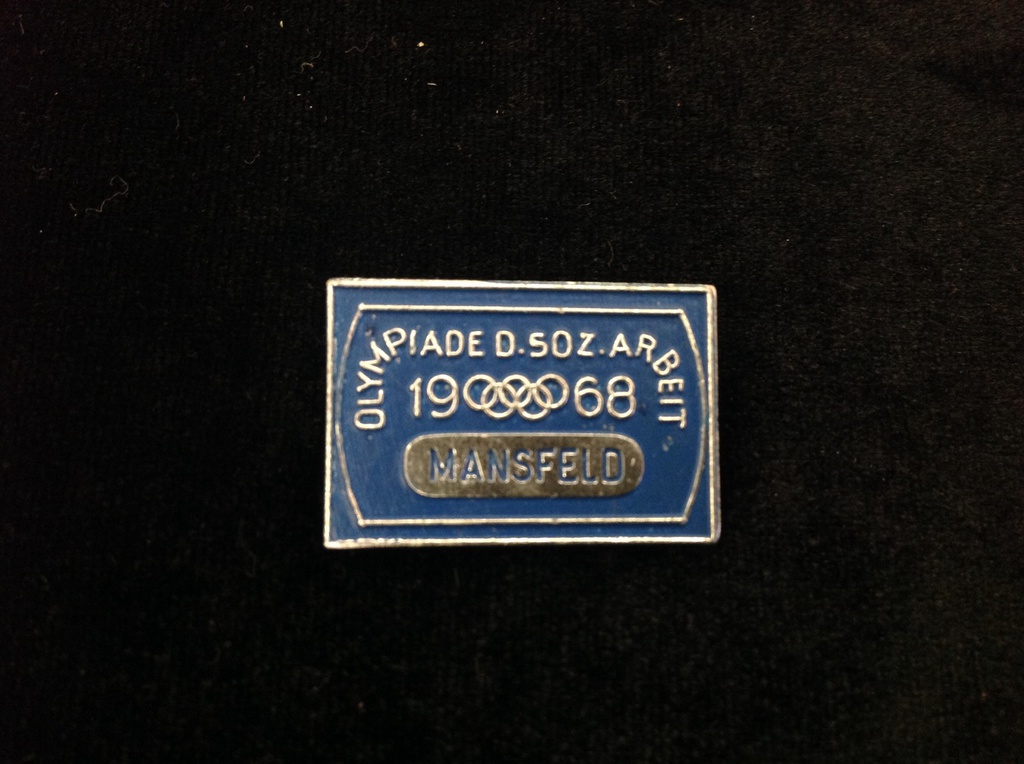 OLYMPIADE D.SOZ.ARBEIT
19 68
MANSFELD